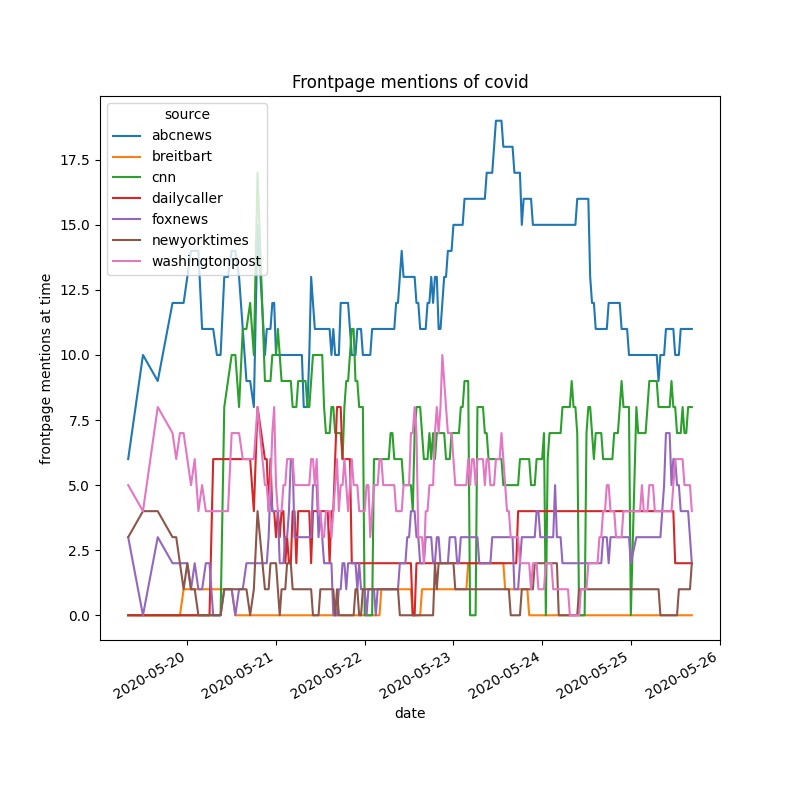 Frontpage mentions of covid
source
abcnews
breitbart
cnn
dailycaller
foxnews
newyorktimes
washingtonpost
frontpage mentions at time
17.5
15.0
12.5
10.0
7.5
5.0
2.5
0.0
2020-05-20
2020-05-21
2020-05-22
2020-05-23
2020-05-24
2020-05-25
2020-05-26
date